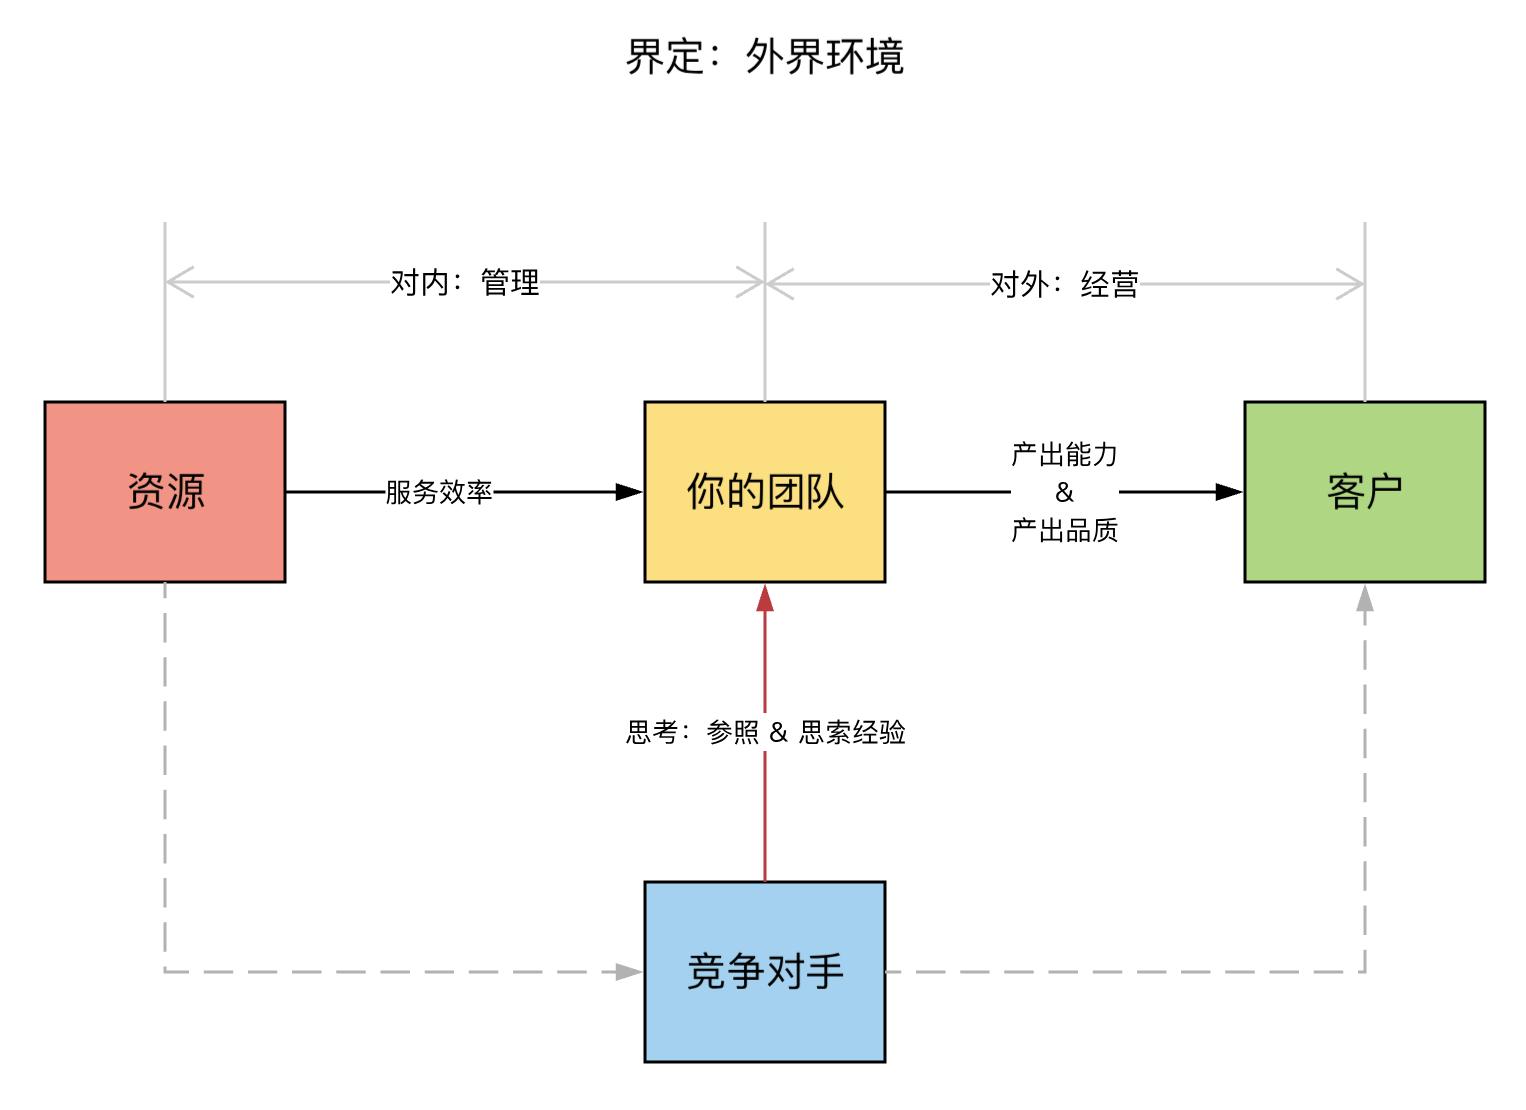 界定：外界环境
对内：管理
对外：经营
资源
服务效率
你的团队
产出能力
&
产出品质
客户
思考：参照 & 思索经验
竞争对手